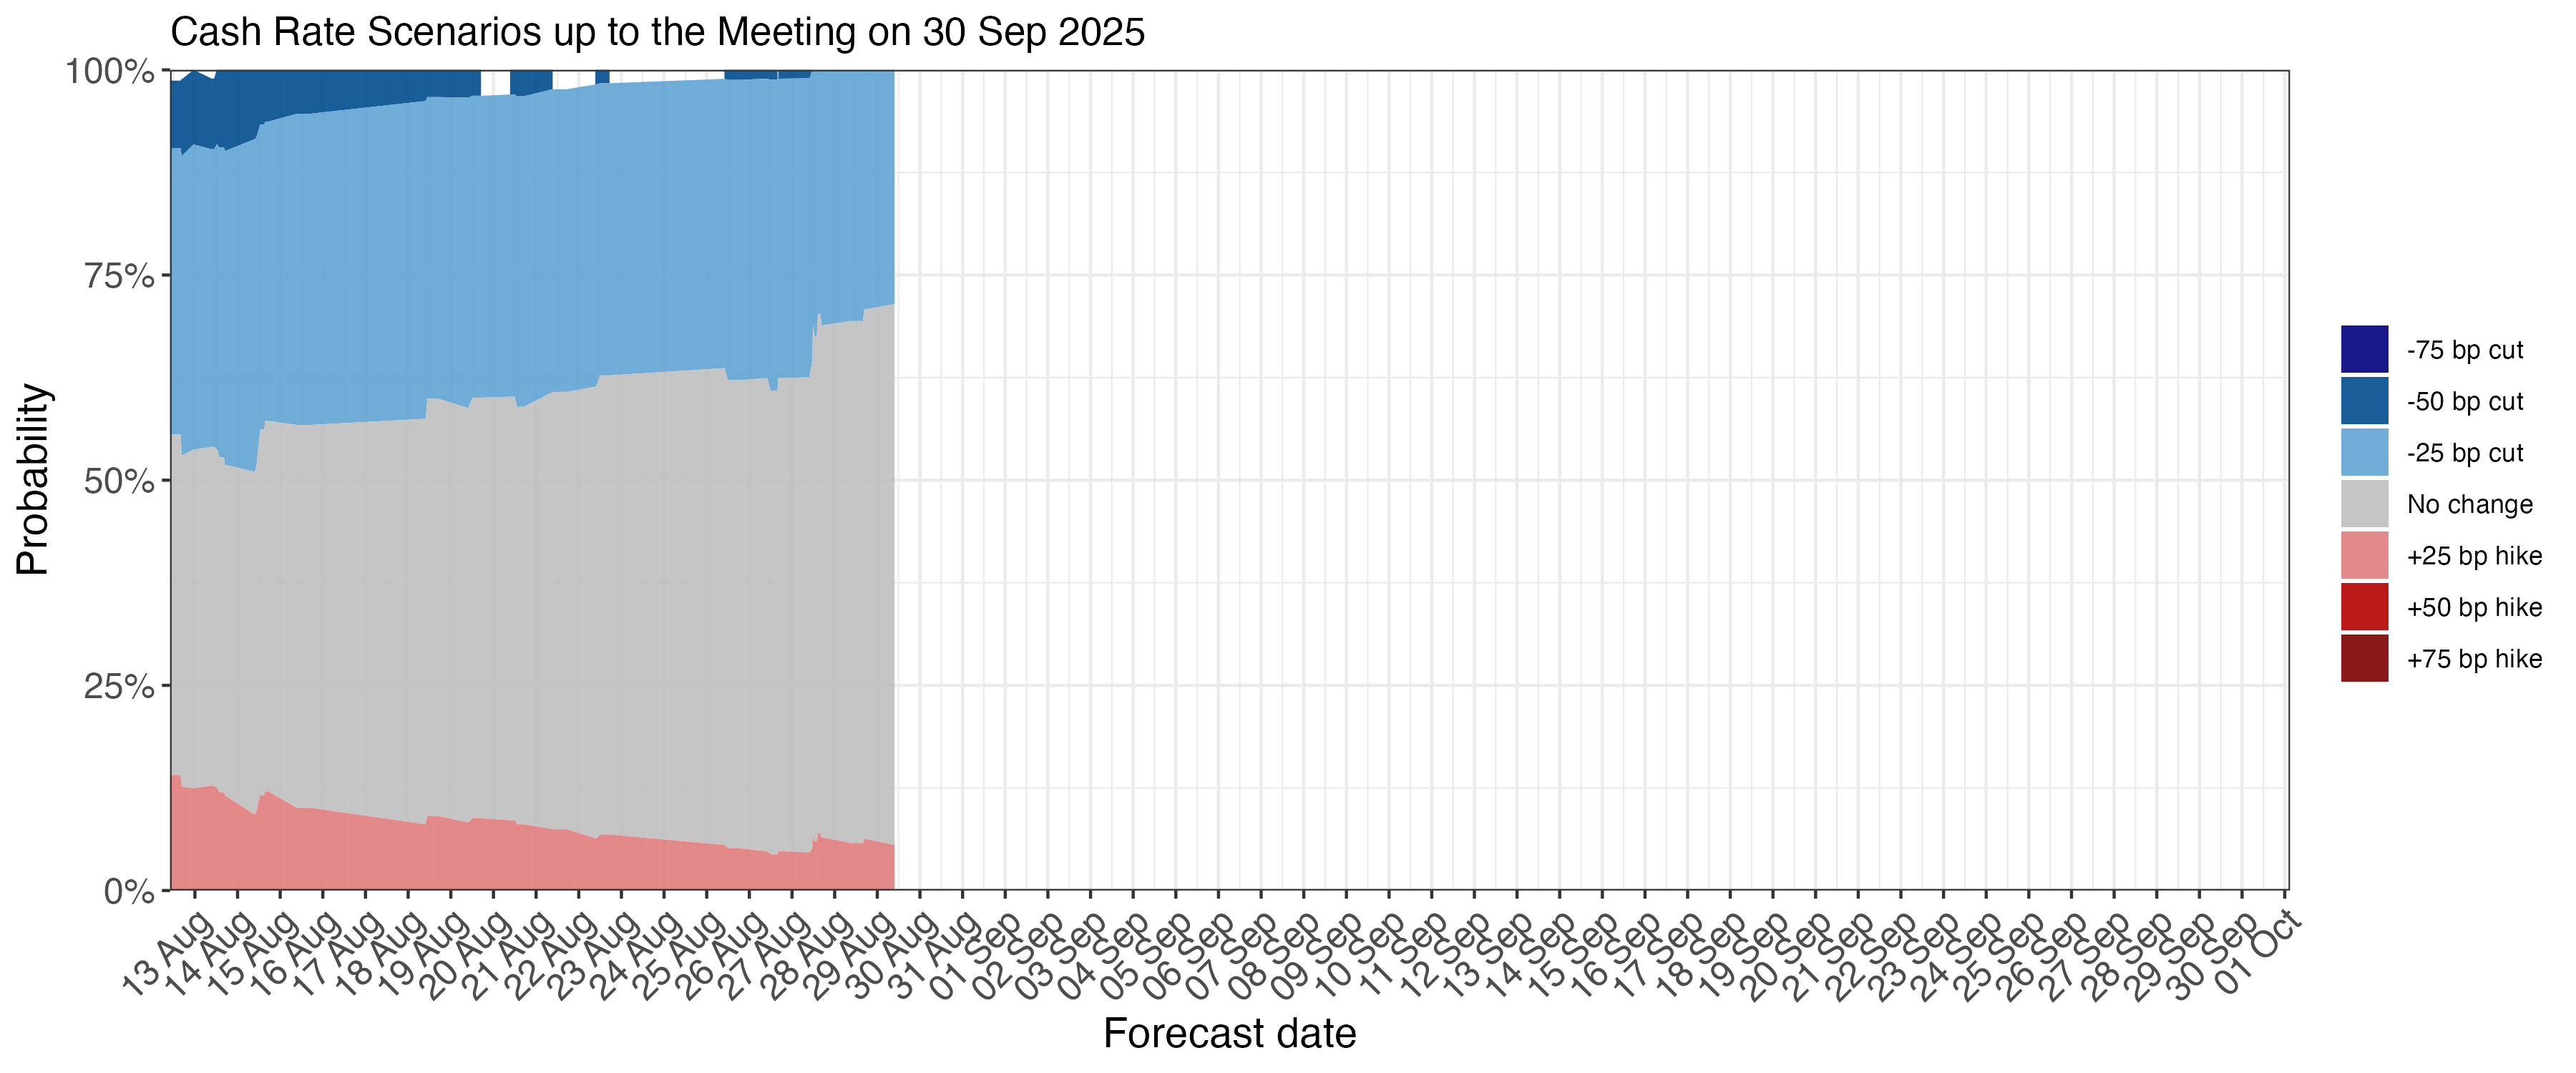 Cash Rate Scenarios up to the Meeting on 30 Sep 2025
100%
75%
50%
25%
0%
Probability
13 Aug
14 Aug
15 Aug
16 Aug
17 Aug
18 Aug
19 Aug
20 Aug
21 Aug
22 Aug
23 Aug
24 Aug
25 Aug
26 Aug
27 Aug
28 Aug
29 Aug
30 Aug
31 Aug
01 Sep
02 Sep
03 Sep
04 Sep
05 Sep
06 Sep
07 Sep
08 Sep
09 Sep
10 Sep
11 Sep
12 Sep
13 Sep
14 Sep
15 Sep
16 Sep
17 Sep
18 Sep
19 Sep
20 Sep
21 Sep
22 Sep
23 Sep
24 Sep
25 Sep
26 Sep
27 Sep
28 Sep
29 Sep
30 Sep
01 Oct
Forecast date
-75 bp cut
-50 bp cut
-25 bp cut
No change
+25 bp hike
+50 bp hike
+75 bp hike